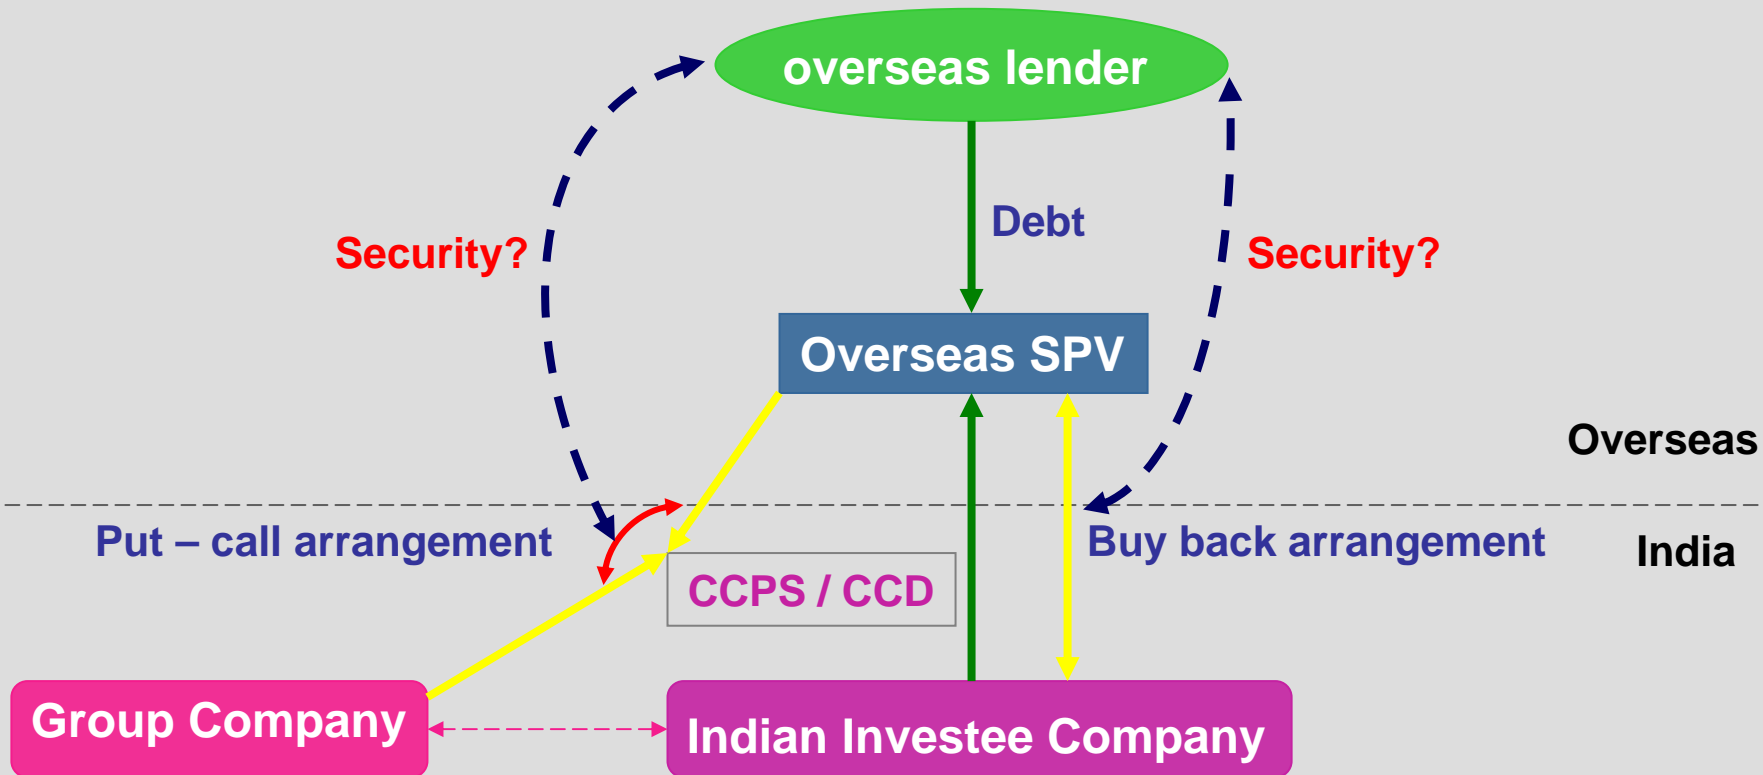 overseas lender
Debt
Security?
Security?
Overseas SPV
Overseas
Put – call arrangement
Buy back arrangement
India
CCPS / CCD
Group Company
Indian Investee Company